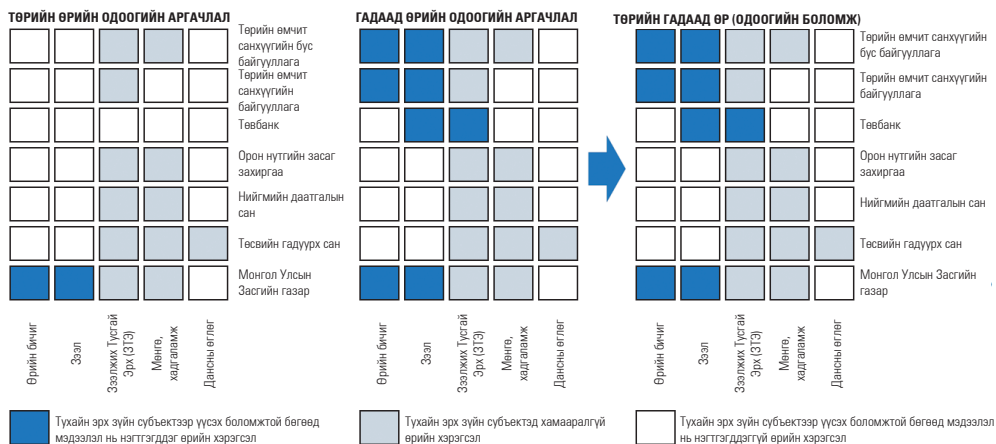 ТӨРИЙН ӨРИЙН ОДООГИЙН АРГАЧЛАЛ
Төрийн өмчит
санхүүгийн бус
байгууллага
Төрийн өмчит
санхүүгийн
байгууллага
Төвбанк
Орон нутгийн засаг
захиргаа
Нийгмийн даатгалын
сан
Төсвийн гадуурх сан
Монгол Улсын
Засгийн газар
Өрийн бичиг
Зээл
Зээлжих Тусгай
Эрх (ЗТЭ)
Мөнгө,
хадгаламж
Дансны өглөг
ГАДААД ӨРИЙН ОДООГИЙН АРГАЧЛАЛ
Өрийн бичиг
Зээл
Зээлжих Тусгай
Эрх (ЗТЭ)
Мөнгө,
хадгаламж
Дансны өглөг
ТӨРИЙН ГАДААД ӨР (ОДООГИЙН БОЛОМЖ)
Төрийн өмчит санхүүгийн
бус байгууллага
Төрийн өмчит санхүүгийн
байгууллага
Төвбанк
Орон нутгийн засаг
захиргаа
Нийгмийн даатгалын сан
Төсвийн гадуурх сан
Монгол Улсын Засгийн
газар
Өрийн бичиг
Зээл
Зээлжих Тусгай
Эрх (ЗТЭ)
Мөнгө,
хадгаламж
Дансны өглөг
Тухайн эрх зүйн субъектээр үүсэх боломжтой бөгөөд
мэдээлэл нь нэгтгэгддэг өрийн хэрэгсэл
Тухайн эрх зүйн субъектэд хамааралгүй
өрийн хэрэгсэл
Тухайн эрх зүйн субъектээр үүсэх боломжтой бөгөөд мэдээлэл
нь нэгтгэгддэггүй өрийн хэрэгсэл